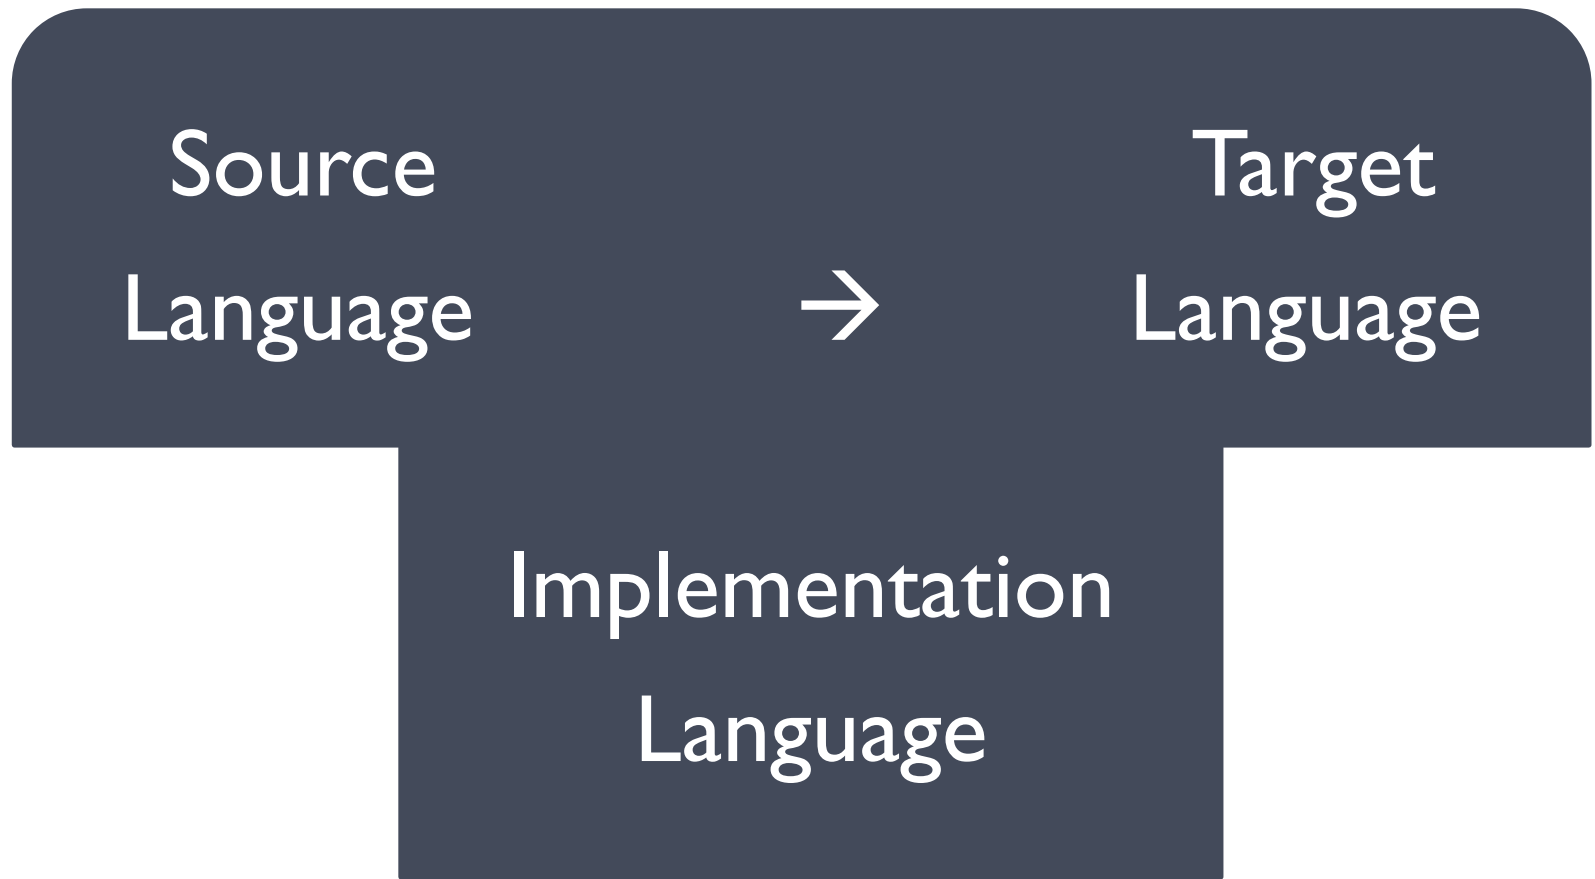 Source
Language
→
Target
Language
Implementation
Language